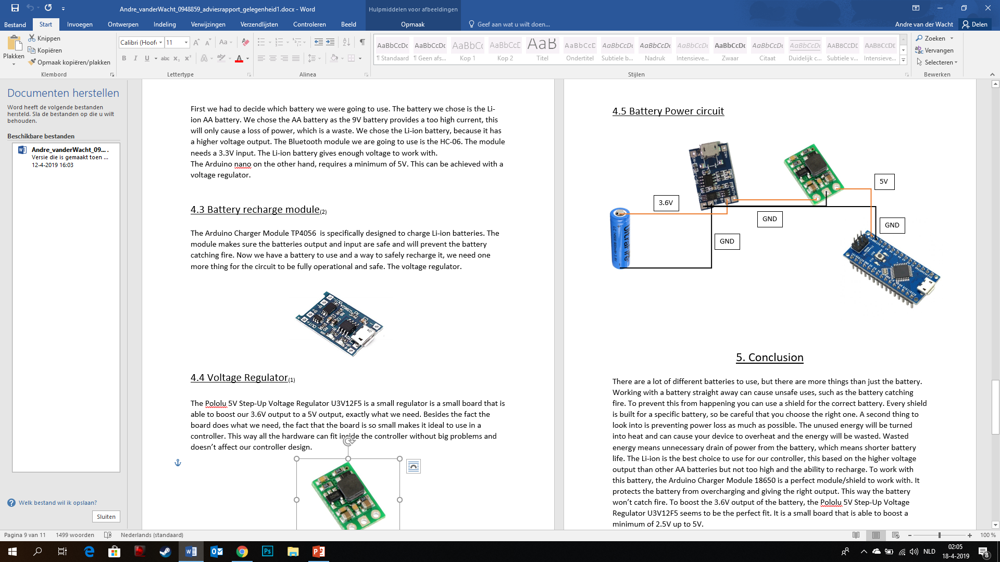 Andre_vanderWacht_0948859_adviesrapport_gelegenheid1.docx - Word
Hulpmiddelen voor afbeeldingen
Bestand Start Invoegen Ontwerpen Indeling Verwijzingen Verzendlijsten Controleren Beeld Opmaak Geef aan wat u wilt doen... Andre van der Wacht Delen
Plakken
Knippen
Kopiëren
Opmaak kopiëren/plakken
Klembord
Calibri (Hoofd 11
Lettertype
Alinea
¶ Standaard ¶ Geen afs... Kop 1 Kop 2 Titel Ondertitel Subtiele b... Nadruk Intensieve... Zwaar Citaat Duidelijk c... Subtiele v... Intensieve...
Stijlen
Zoeken
Vervangen
Selecteren
Bewerken
Documenten herstellen
Word heeft de volgende bestanden
hersteld. Sla de bestanden op die u wilt
behouden.
Beschikbare bestanden
Andre_vanderWacht_09... .
Versie die is gemaakt toen ...
12-4-2019 16:03
Welk bestand wil ik opslaan?
Sluiten
First we had to decide which battery we were going to use. The battery we chose is the Li-
ion AA battery. We chose the AA battery as the 9V battery provides a too high current, this
will only cause a loss of power, which is a waste. We chose the Li-ion battery, because it has
a higher voltage output. The Bluetooth module we are going to use is the HC-06. The module
needs a 3.3V input. The Li-ion battery gives enough voltage to work with.
The Arduino nano on the other hand, requires a minimum of 5V. This can be achieved with a
voltage regulator.
4.3 Battery recharge module(2)
The Arduino Charger Module TP4056  is specifically designed to charge Li-ion batteries. The
module makes sure the batteries output and input are safe and will prevent the battery
catching fire. Now we have a battery to use and a way to safely recharge it, we need one
more thing for the circuit to be fully operational and safe. The voltage regulator.
4.4 Voltage Regulator(1)
The Pololu 5V Step-Up Voltage Regulator U3V12F5 is a small regulator is a small board that is
able to boost our 3.6V output to a 5V output, exactly what we need. Besides the fact the
board does what we need, the fact that the board is so small makes it ideal to use in a
controller. This way all the hardware can fit inside the controller without big problems and
doesn’t affect our controller design.
4.5 Battery Power circuit
5V
3.6V
GND
GND
GND
UltraFire
5. Conclusion
There are a lot of different batteries to use, but there are more things than just the battery.
Working with a battery straight away can cause unsafe uses, such as the battery catching
fire. To prevent this from happening you can use a shield for the correct battery. Every shield
is built for a specific battery, so be careful that you choose the right one. A second thing to
look into is preventing power loss as much as possible. The unused energy will be turned
into heat and can cause your device to overheat and the energy will be wasted. Wasted
energy means unnecessary drain of power from the battery, which means shorter battery
life. The Li-ion is the best choice to use for our controller, this based on the higher voltage
output than other AA batteries but not too high and the ability to recharge. To work with
this battery, the Arduino Charger Module 18650 is a perfect module/shield to work with. It
protects the battery from overcharging and giving the right output. This way the battery
won’t catch fire. To boost the 3.6V output of the battery, the Pololu 5V Step-Up Voltage
Regulator U3V12F5 seems to be the perfect fit. It is a small board that is able to boost a
minimum of 2.5V up to 5V.
Pagina 9 van 11 1499 woorden Nederlands (standaard) 100 %
NLD
02:05
18-4-2019
8